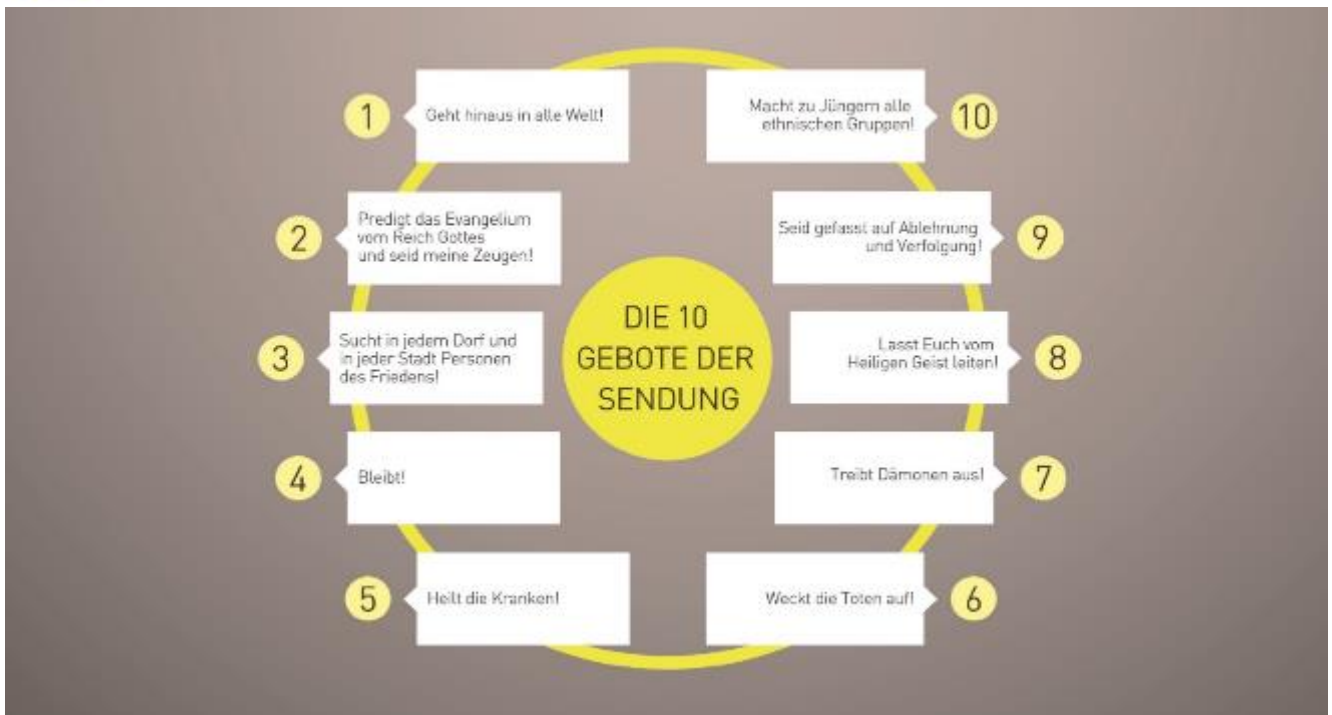 DIE 10
GEBOTE DER
SENDUNG
1
Geht hinaus in alle Welt!
2
Predigt das Evangelium
vom Reich Gottes
und seid meine Zeugen!
3
Sucht in jedem Dorf und
in jeder Stadt Personen
des Friedens!
4
Bleibt!
5
Heilt die Kranken!
6
Weckt die Toten auf!
7
Treibt Dämonen aus!
8
Lasst Euch vom
Heiligen Geist leiten!
9
Seid gefasst auf Ablehnung
und Verfolgung!
10
Macht zu Jüngern alle
ethnischen Gruppen!